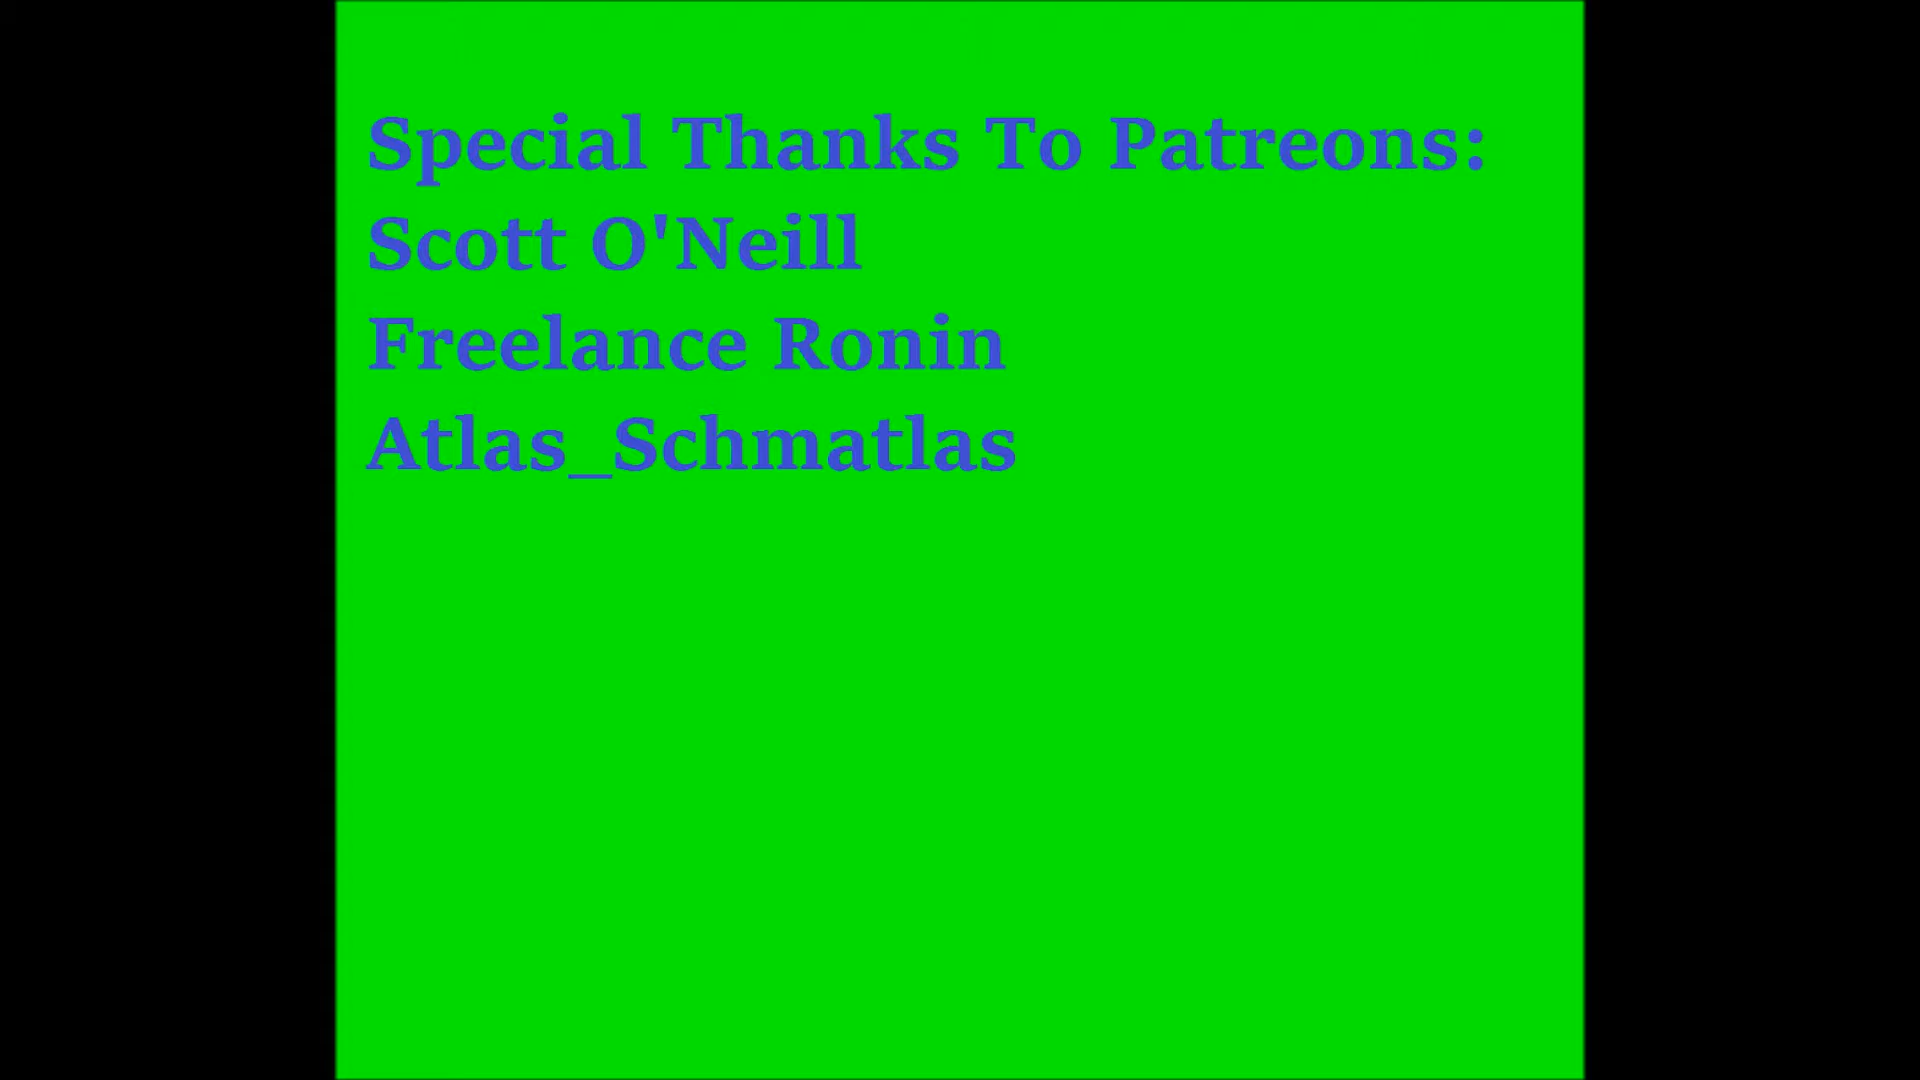 Special Thanks To Patreons:
Scott O'Neill
Freelance Ronin
Atlas_Schmatlas